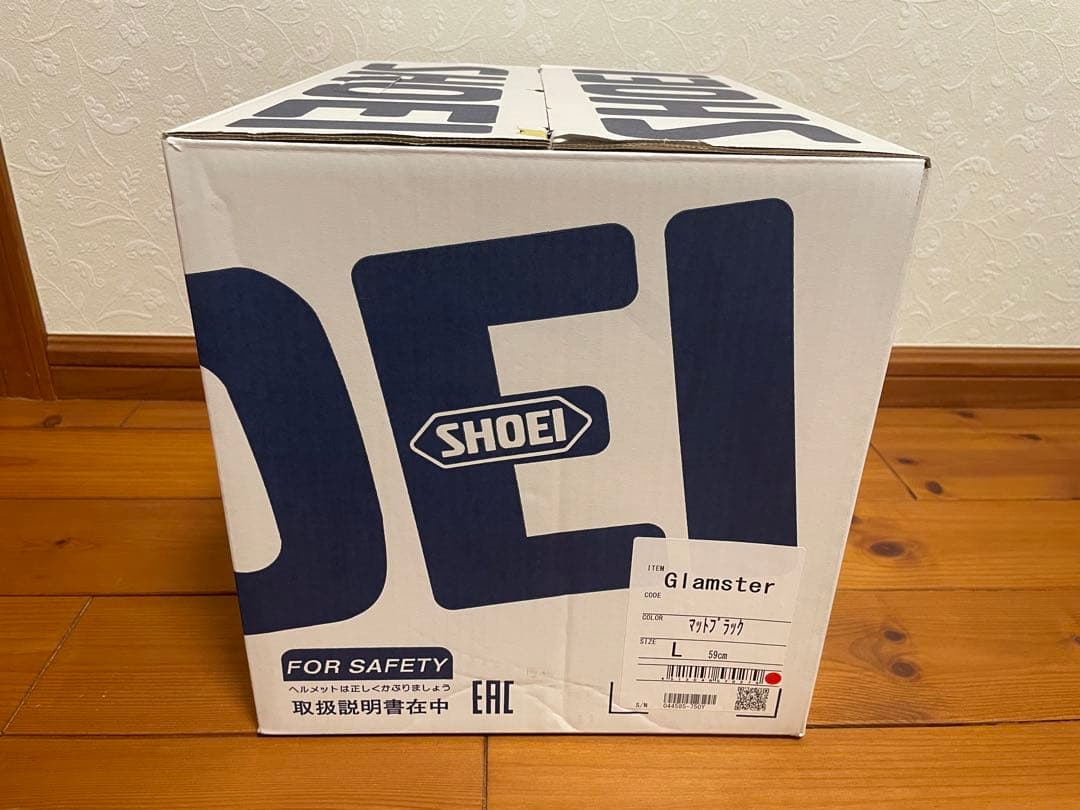 SHOEI
SHOEI
OEI
SHOEI
ITEM Glamster
CODE
COLOR マットブラック
SIZE L 59cm
S/N 044585-750Y
FOR SAFETY
ヘルメットは正しくかぶりましょう
取扱説明書在中
EAC